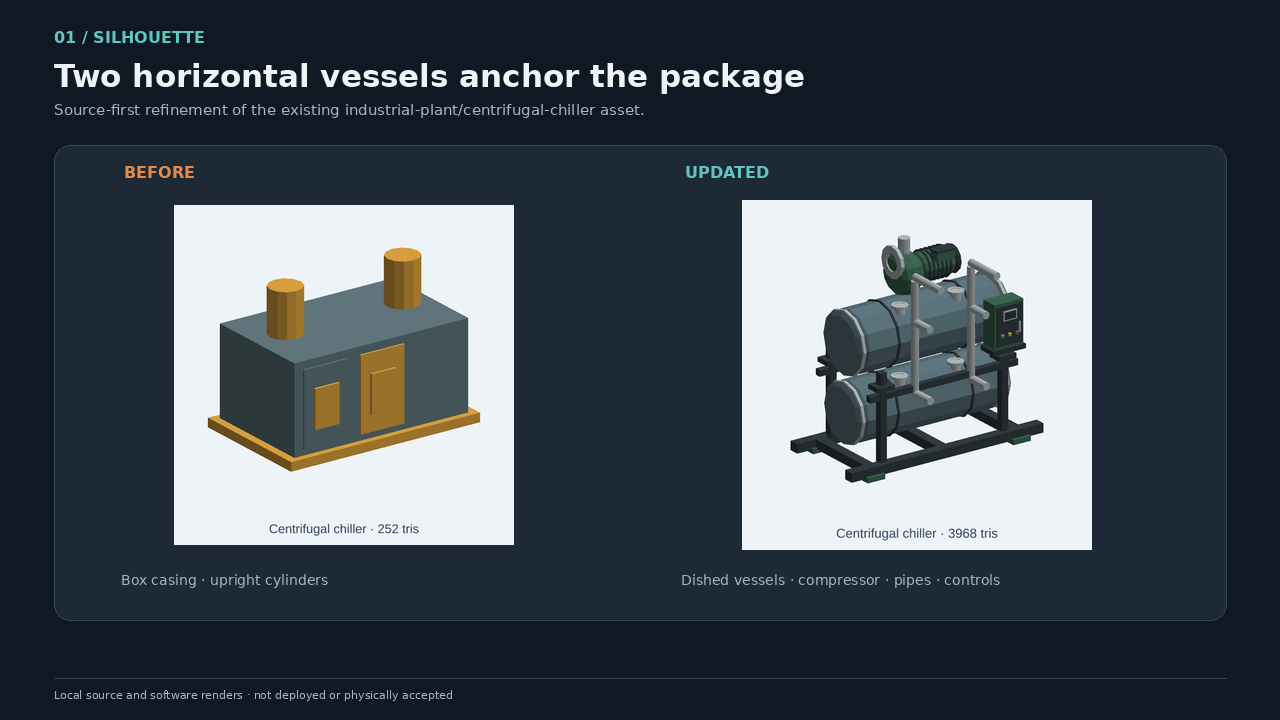 01 / SILHOUETTE
Two horizontal vessels anchor the package
Source-first refinement of the existing industrial-plant/centrifugal-chiller asset.
BEFORE
UPDATED
Centrifugal chiller · 252 tris
Centrifugal chiller · 3968 tris
Box casing · upright cylinders
Dished vessels · compressor · pipes · controls
Local source and software renders · not deployed or physically accepted